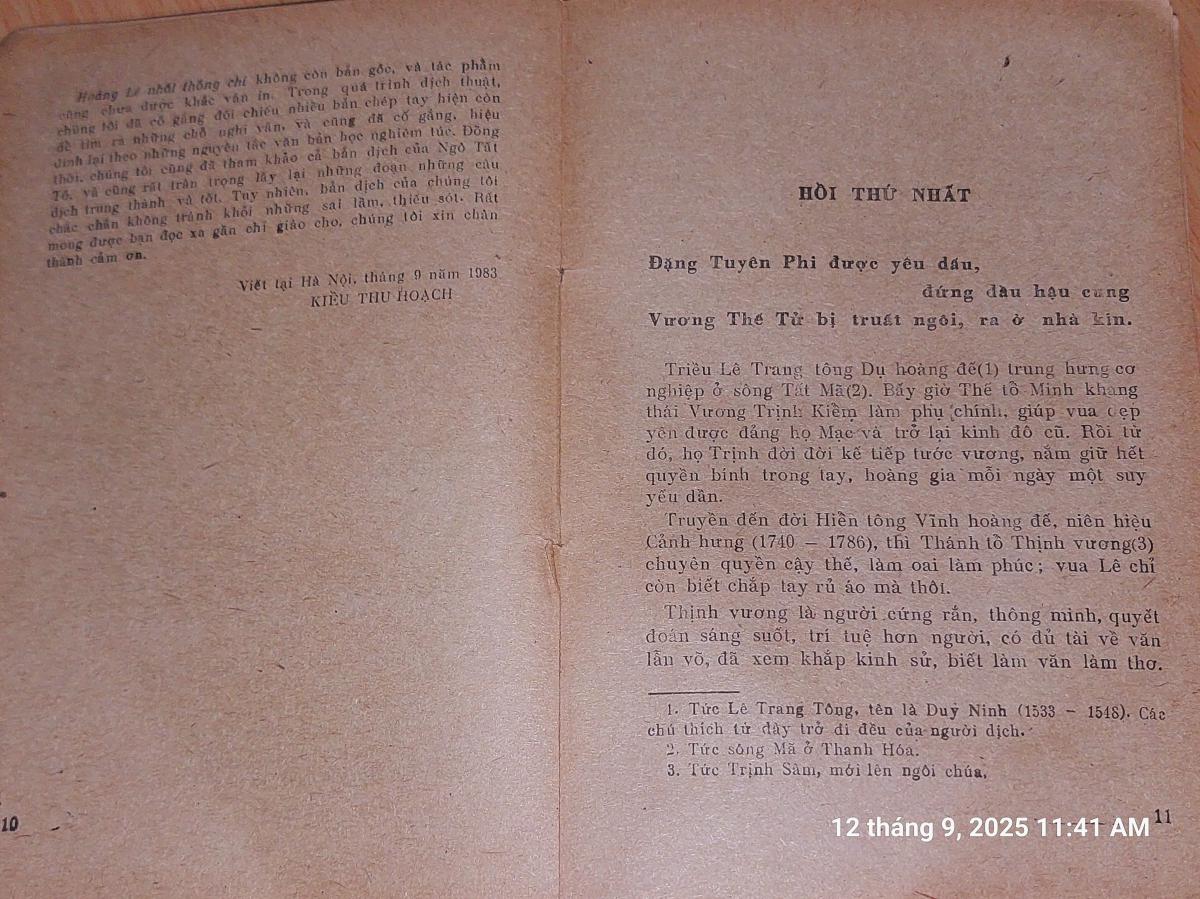 Hoàng Lê nhất thống chí không còn bản gốc, và tác phẩm
cũng chưa được khắc ván in. Trong quá trình dịch thuật,
chúng tôi đã cố gắng đối chiếu nhiều bản chép tay hiện còn
để tìm ra những chỗ nghi vấn, và cũng đã cố gắng, hiệu
đính lại theo những nguyên tắc văn bản học nghiêm túc. Đồng
thời, chúng tôi cũng đã tham khảo cả bản dịch của Ngô Tất
Tố, và cũng rất trân trọng lấy lại những đoạn những câu
dịch trung thành và tốt. Tuy nhiên, bản dịch của chúng tôi
chắc chắn không tránh khỏi những sai lầm, thiếu sót. Rất
mong được bạn đọc xa gần chỉ giáo cho, chúng tôi xin chân
thành cảm ơn.
Viết tại Hà Nội, tháng 9 năm 1983
KIỀU THU HOẠCH
10
HỒI THỨ NHẤT
Đặng Tuyên Phi được yêu dấu,
đứng đầu hậu cung
Vương Thế Tử bị truất ngôi, ra ở nhà kín.
Triều Lê Trang tông Dụ hoàng đế(1) trung hưng cơ
nghiệp ở sông Tất Mã(2). Bấy giờ Thế tổ Minh khang
thái Vương Trịnh Kiểm làm phụ chính, giúp vua dẹp
yên được đảng họ Mạc và trở lại kinh đô cũ. Rồi từ
đó, họ Trịnh đời đời kế tiếp tước vương, nắm giữ hết
quyền bính trong tay, hoàng gia mỗi ngày một suy
yếu dần.
Truyền đến đời Hiển tông Vĩnh hoàng đế, niên hiệu
Cảnh hưng (1740 – 1786), thì Thánh tổ Thịnh vương(3)
chuyên quyền cậy thế, làm oai làm phúc; vua Lê chỉ
còn biết chắp tay rủ áo mà thôi.
Thịnh vương là người cứng rắn, thông minh, quyết
đoán sáng suốt, trí tuệ hơn người, có đủ tài về văn
lẫn võ, đã xem khắp kinh sử, biết làm văn làm thơ.
1. Tức Lê Trang Tông, tên là Duy Ninh (1533 – 1548). Các
chú thích từ đây trở đi đều của người dịch.
2. Tức sông Mã ở Thanh Hóa.
3. Tức Trịnh Sâm, mới lên ngôi chúa,
11
12 tháng 9, 2025 11:41 AM